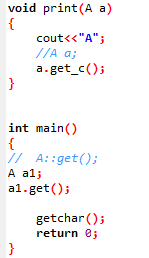 void print(A a)
{
cout<<"A";
//A a;
a.get_c();
}
int main()
{
// A::get();
A a1;
a1.get();
getchar();
return 0;
}